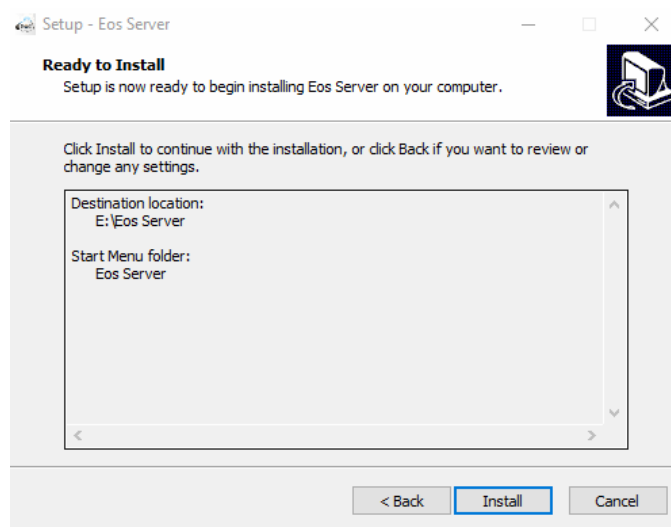 Setup - Eos Server
Ready to Install
Setup is now ready to begin installing Eos Server on your computer.
Click Install to continue with the installation, or click Back if you want to review or
change any settings.
Destination location:
E:\Eos Server
Start Menu folder:
Eos Server
< Back
Install
Cancel